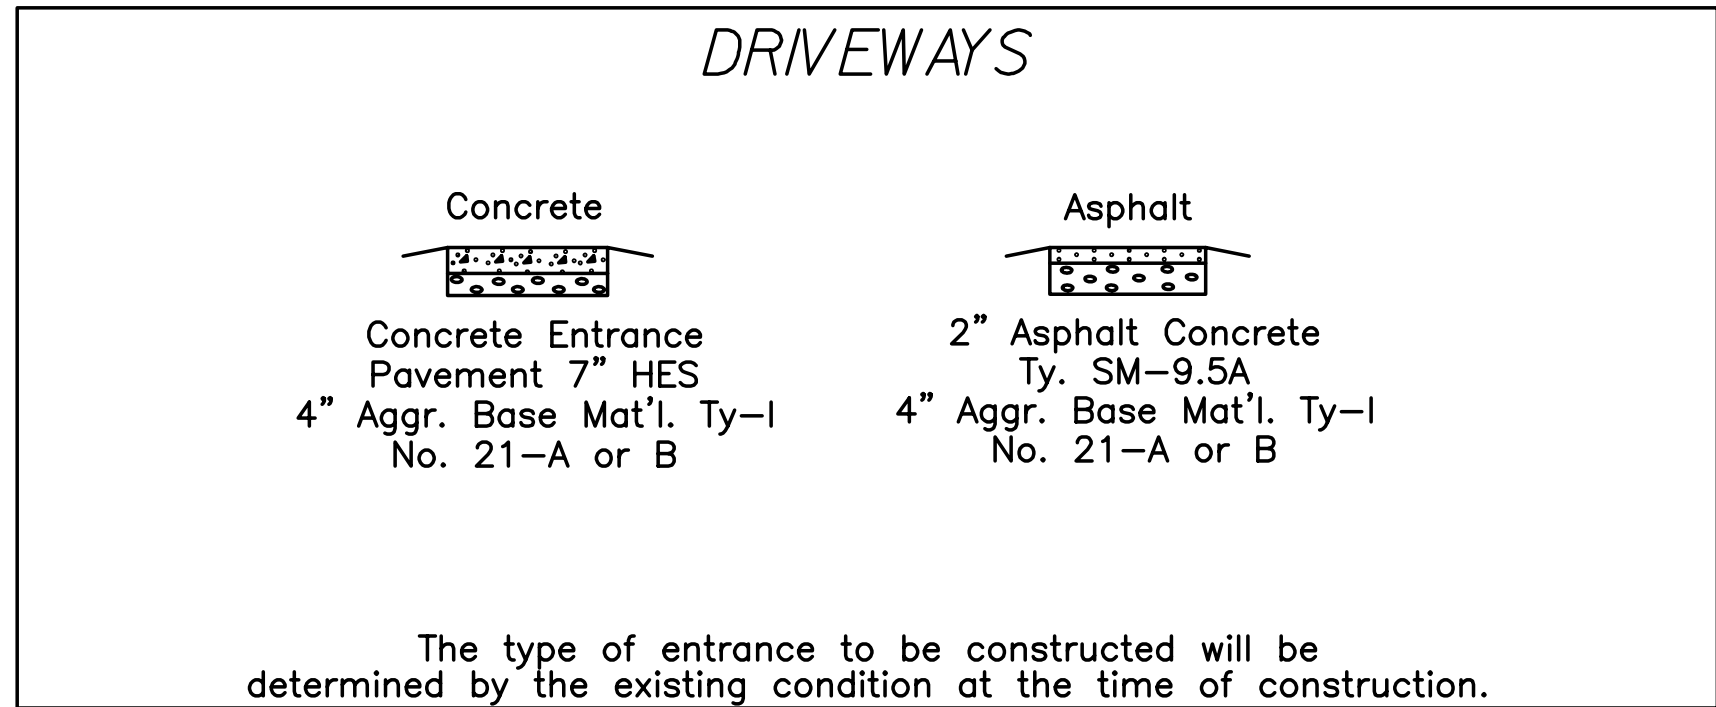 DRIVEWAYS
Concrete
Concrete Entrance
Pavement 7” HES
4” Aggr. Base Mat'l. Ty-I
No. 21-A or B
Asphalt
2” Asphalt Concrete
Ty. SM-9.5A
4” Aggr. Base Mat'l. Ty-I
No. 21-A or B
The type of entrance to be constructed will be
determined by the existing condition at the time of construction.